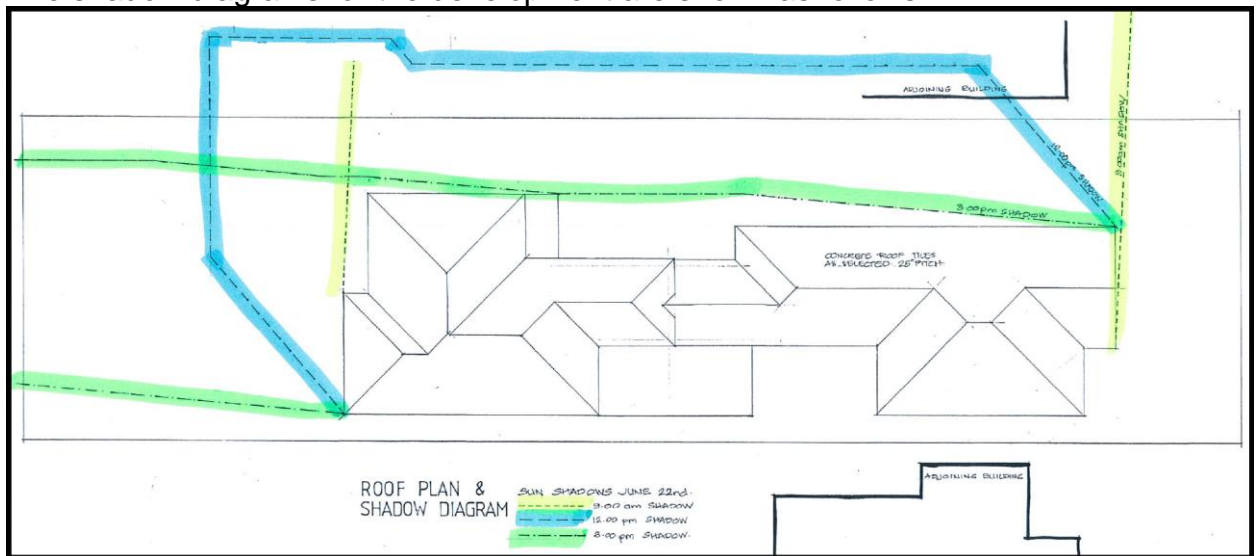 ADJOINING BUILDING
9.00am SHADOW
12.00 pm SHADOW
3.00pm SHADOW
CONCRETE ROOF TILES
AS SELECTED 25° PITCH
ROOF PLAN &
SHADOW DIAGRAM
SUN SHADOWS JUNE 22nd.
9.00 am SHADOW
12.00 pm SHADOW
3.00 pm SHADOW.
ADJOINING BUILDING